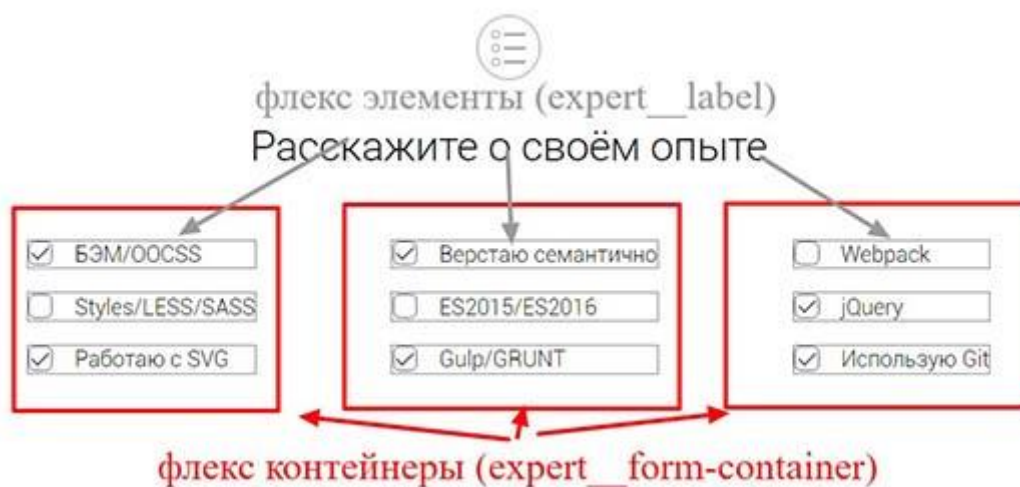 флекс элементы (expert__label)
Расскажите о своём опыте
БЭМ/OOCSS
Styles/LESS/SASS
Работаю с SVG
Верстаю семантично
ES2015/ES2016
Gulp/GRUNT
Webpack
jQuery
Использую Git
флекс контейнеры (expert__form-container)